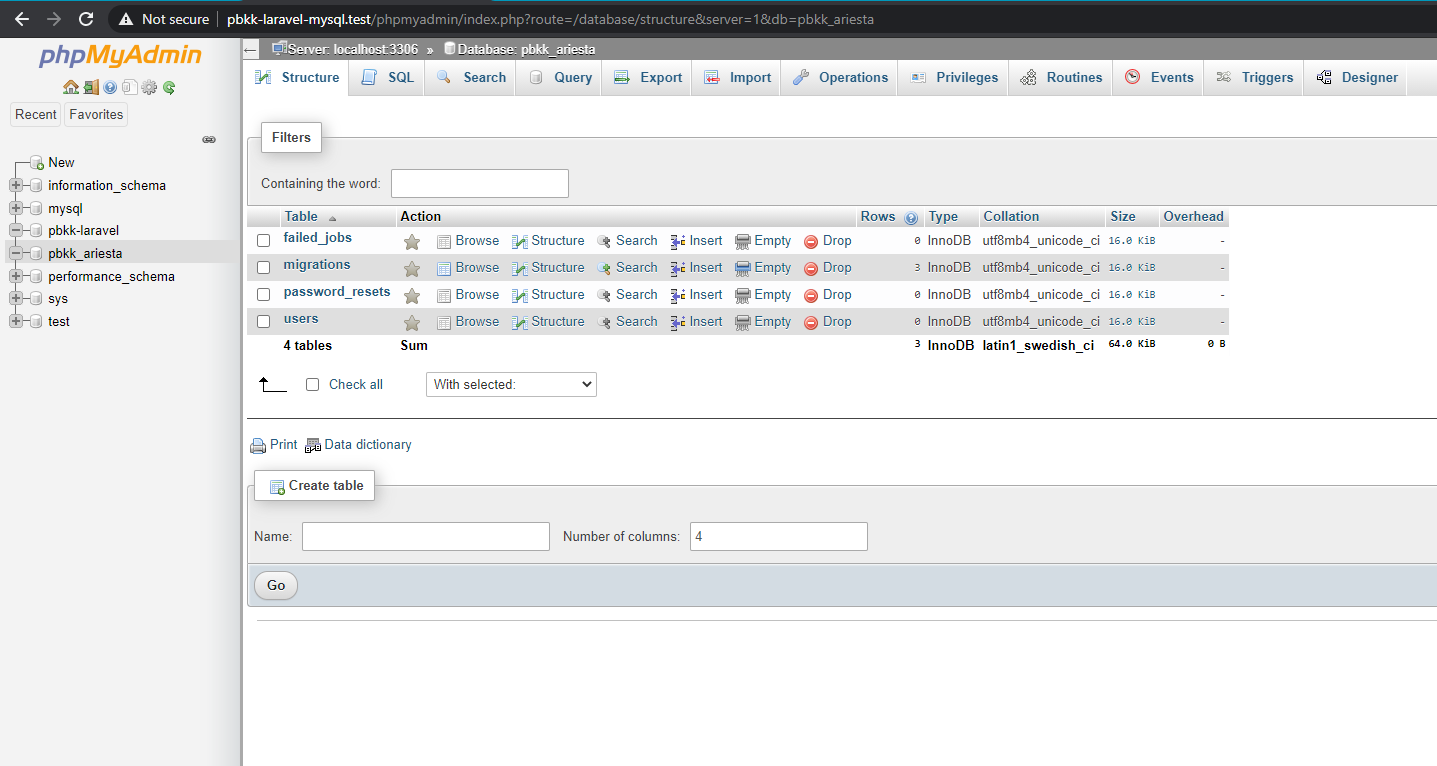 Not secure pbkk-laravel-mysql.test/phpmyadmin/index.php?route=/database/structure&server=1&db=pbkk_ariesta
phpMyAdmin
Recent Favorites
New
information_schema
mysql
pbkk-laravel
pbkk_ariesta
performance_schema
sys
test
Server: localhost:3306 » Database: pbkk_ariesta
Structure SQL Search Query Export Import Operations Privileges Routines Events Triggers Designer
Filters
Containing the word:
Table Action Rows Type Collation Size Overhead
failed_jobs Browse Structure Search Insert Empty Drop 0 InnoDB utf8mb4_unicode_ci 16.0 KiB -
migrations Browse Structure Search Insert Empty Drop 3 InnoDB utf8mb4_unicode_ci 16.0 KiB -
password_resets Browse Structure Search Insert Empty Drop 0 InnoDB utf8mb4_unicode_ci 16.0 KiB -
users Browse Structure Search Insert Empty Drop 0 InnoDB utf8mb4_unicode_ci 16.0 KiB -
4 tables Sum 3 InnoDB latin1_swedish_ci 64.0 KiB 0 B
Check all With selected:
Print Data dictionary
Create table
Name: Number of columns: 4
Go